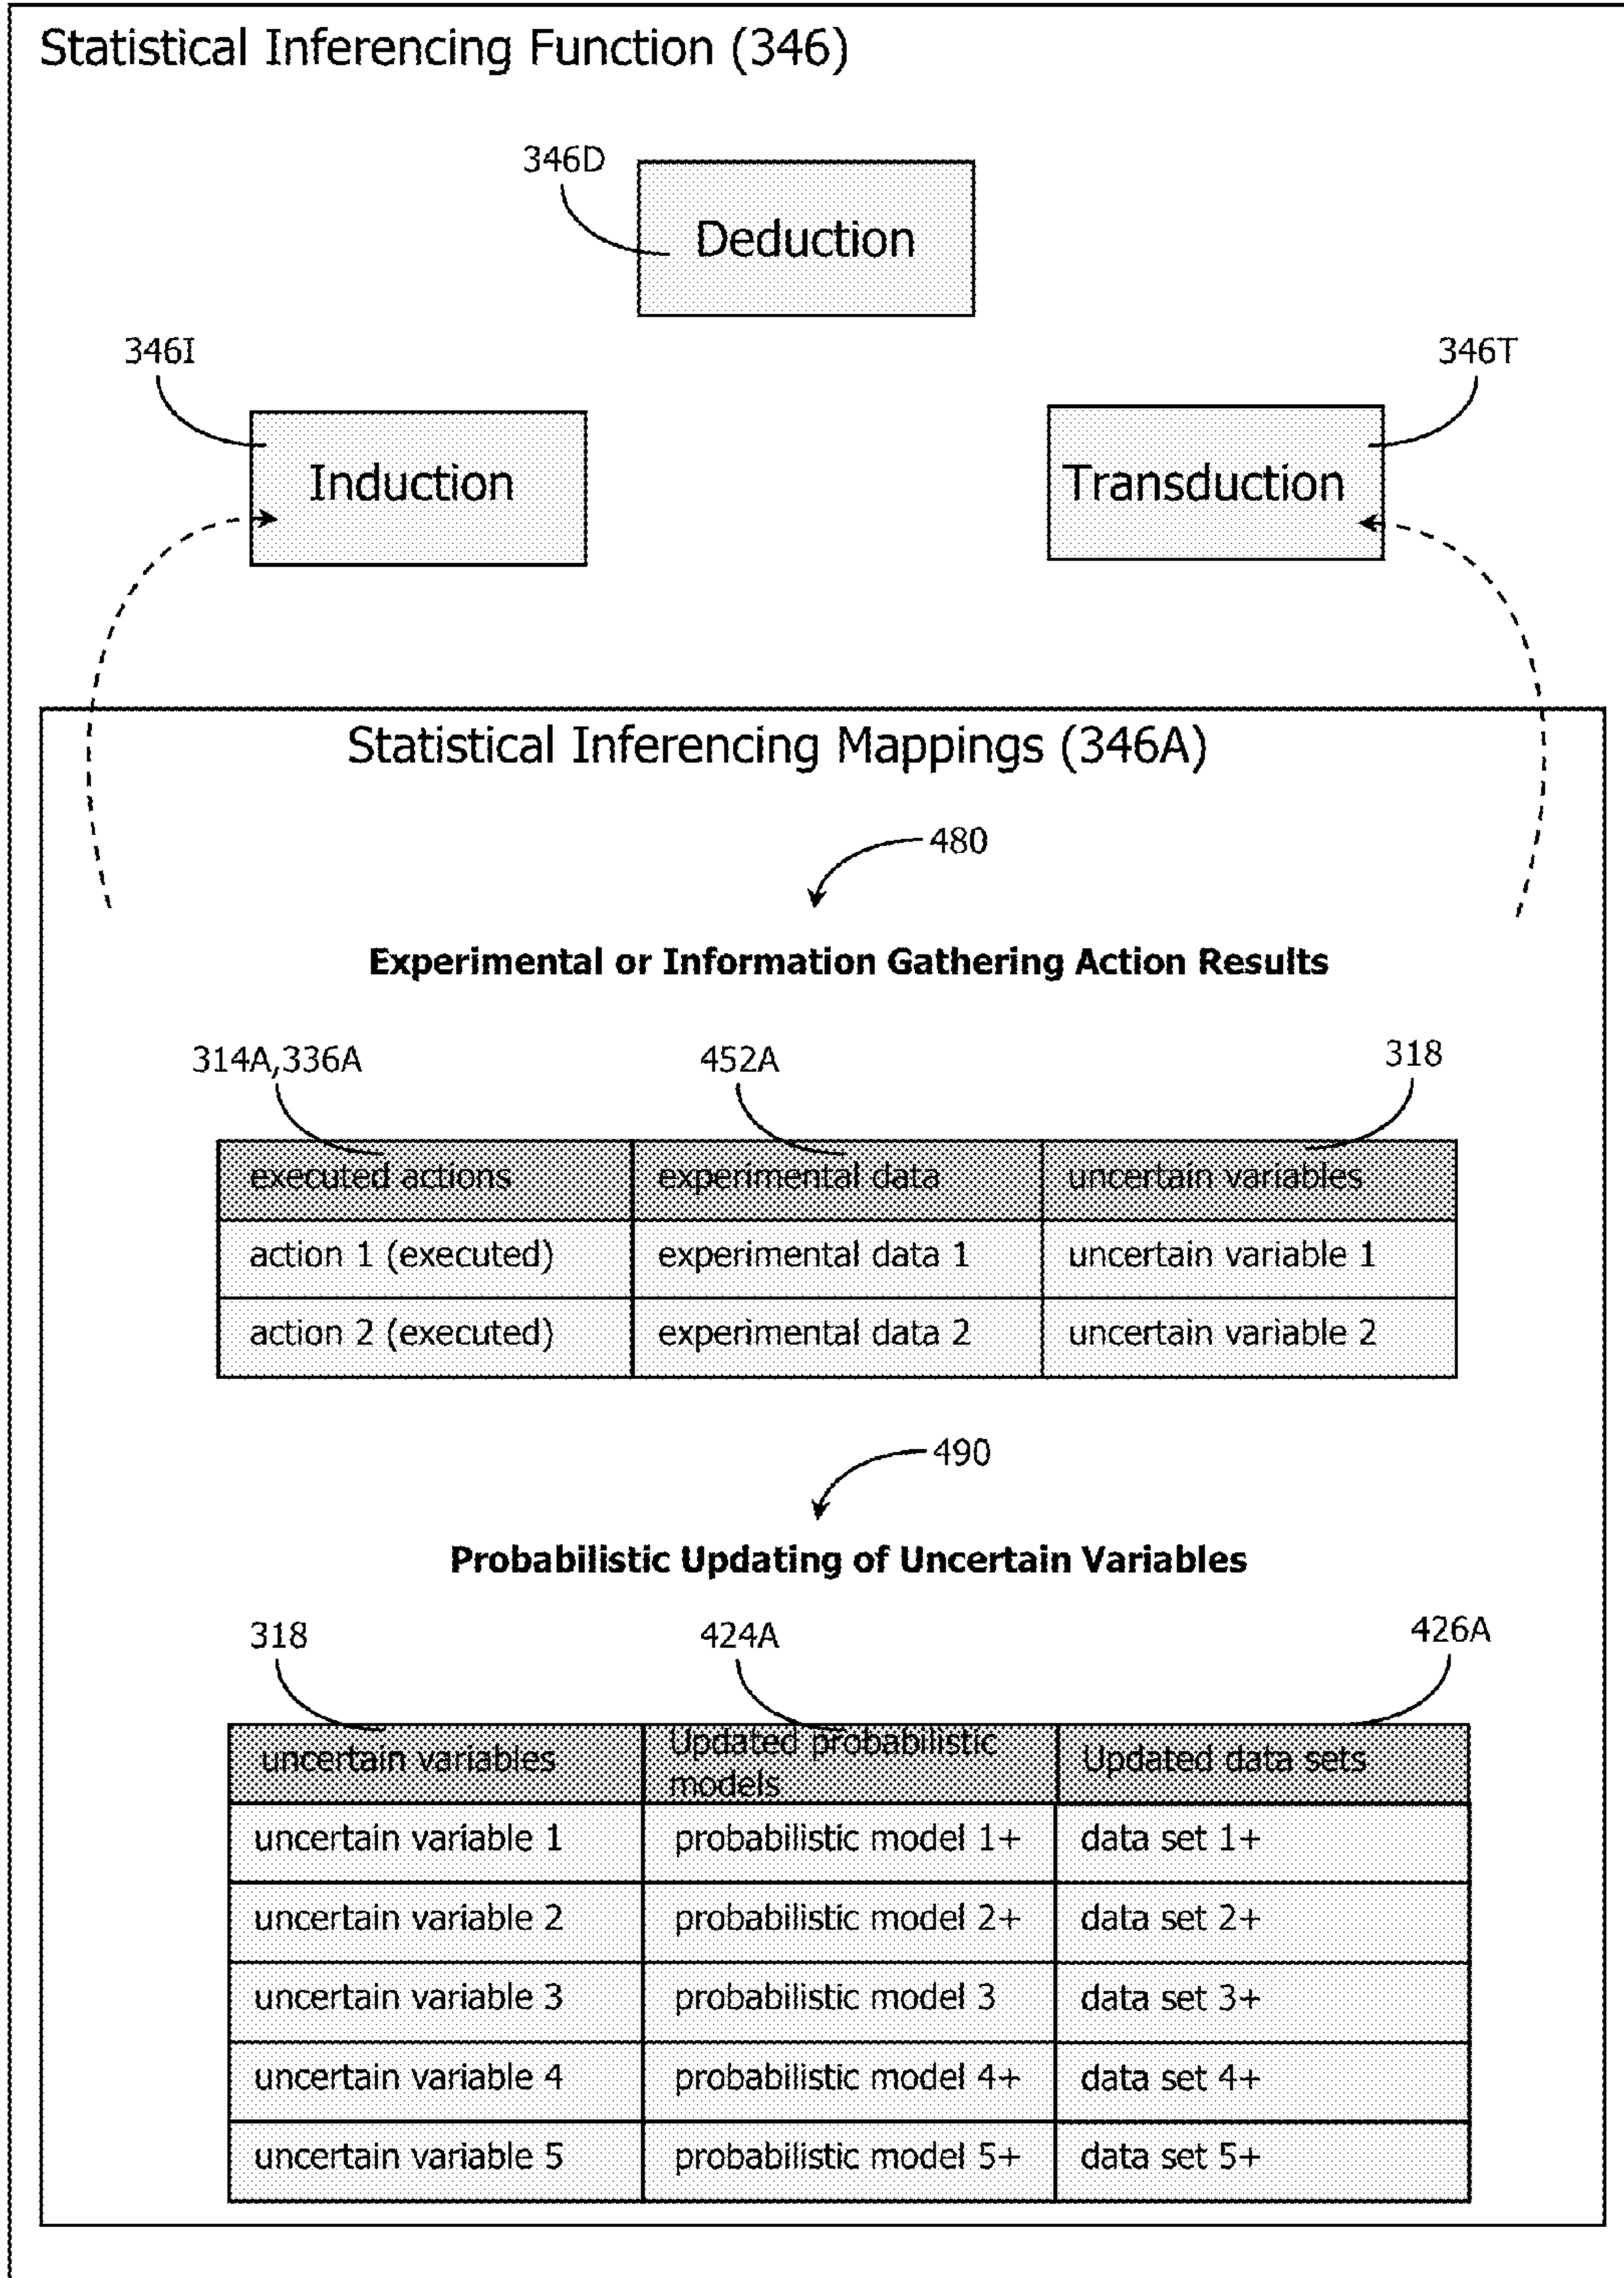 Statistical Inferencing Function (346)
346D
Deduction
346I
346T
Induction
Transduction
Statistical Inferencing Mappings (346A)
480
Experimental or Information Gathering Action Results
314A,336A
452A
318
executed actions
experimental data
uncertain variables
action 1 (executed)
experimental data 1
uncertain variable 1
action 2 (executed)
experimental data 2
uncertain variable 2
490
Probabilistic Updating of Uncertain Variables
318
424A
426A
uncertain variables
Updated probabilistic
models
Updated data sets
uncertain variable 1
probabilistic model 1+
data set 1+
uncertain variable 2
probabilistic model 2+
data set 2+
uncertain variable 3
probabilistic model 3
data set 3+
uncertain variable 4
probabilistic model 4+
data set 4+
uncertain variable 5
probabilistic model 5+
data set 5+